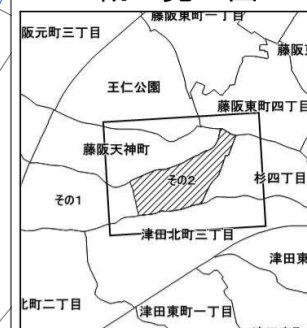 藤阪東町一丁目
阪元町三丁目
藤阪東
王仁公園
藤阪東町四丁目
藤阪天神町
その2
杉四丁目
その1
津田北町三丁目
津田東
北町二丁目
津田東町一丁目